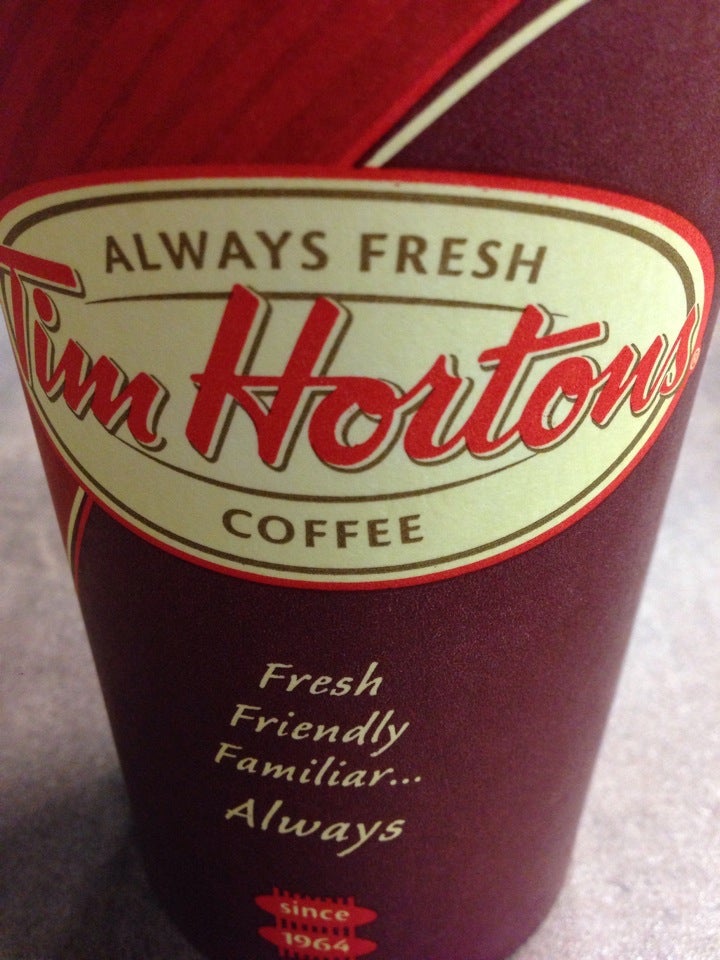 ALWAYS FRESH
Tim Hortons®
COFFEE
Fresh
Friendly
Familiar...
Always
since
1964